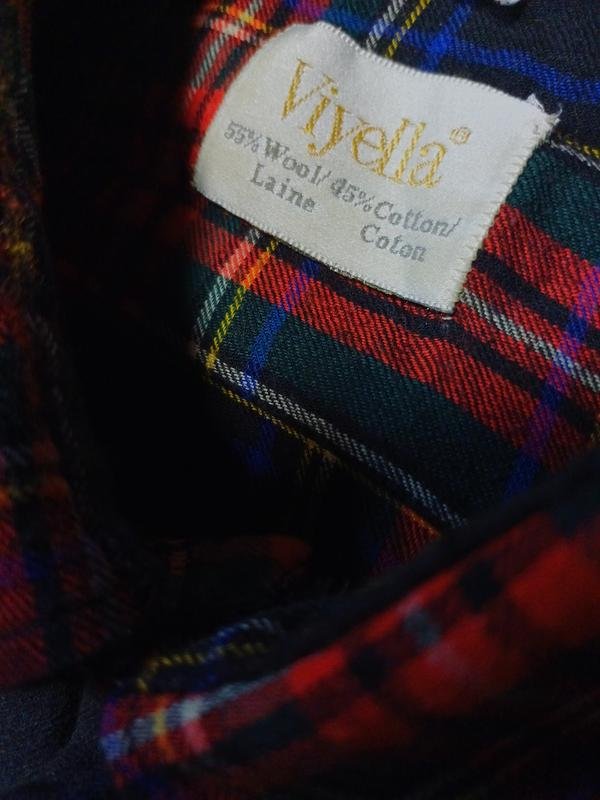 Viyella®
55% Wool/ 45% Cotton/
Laine Coton